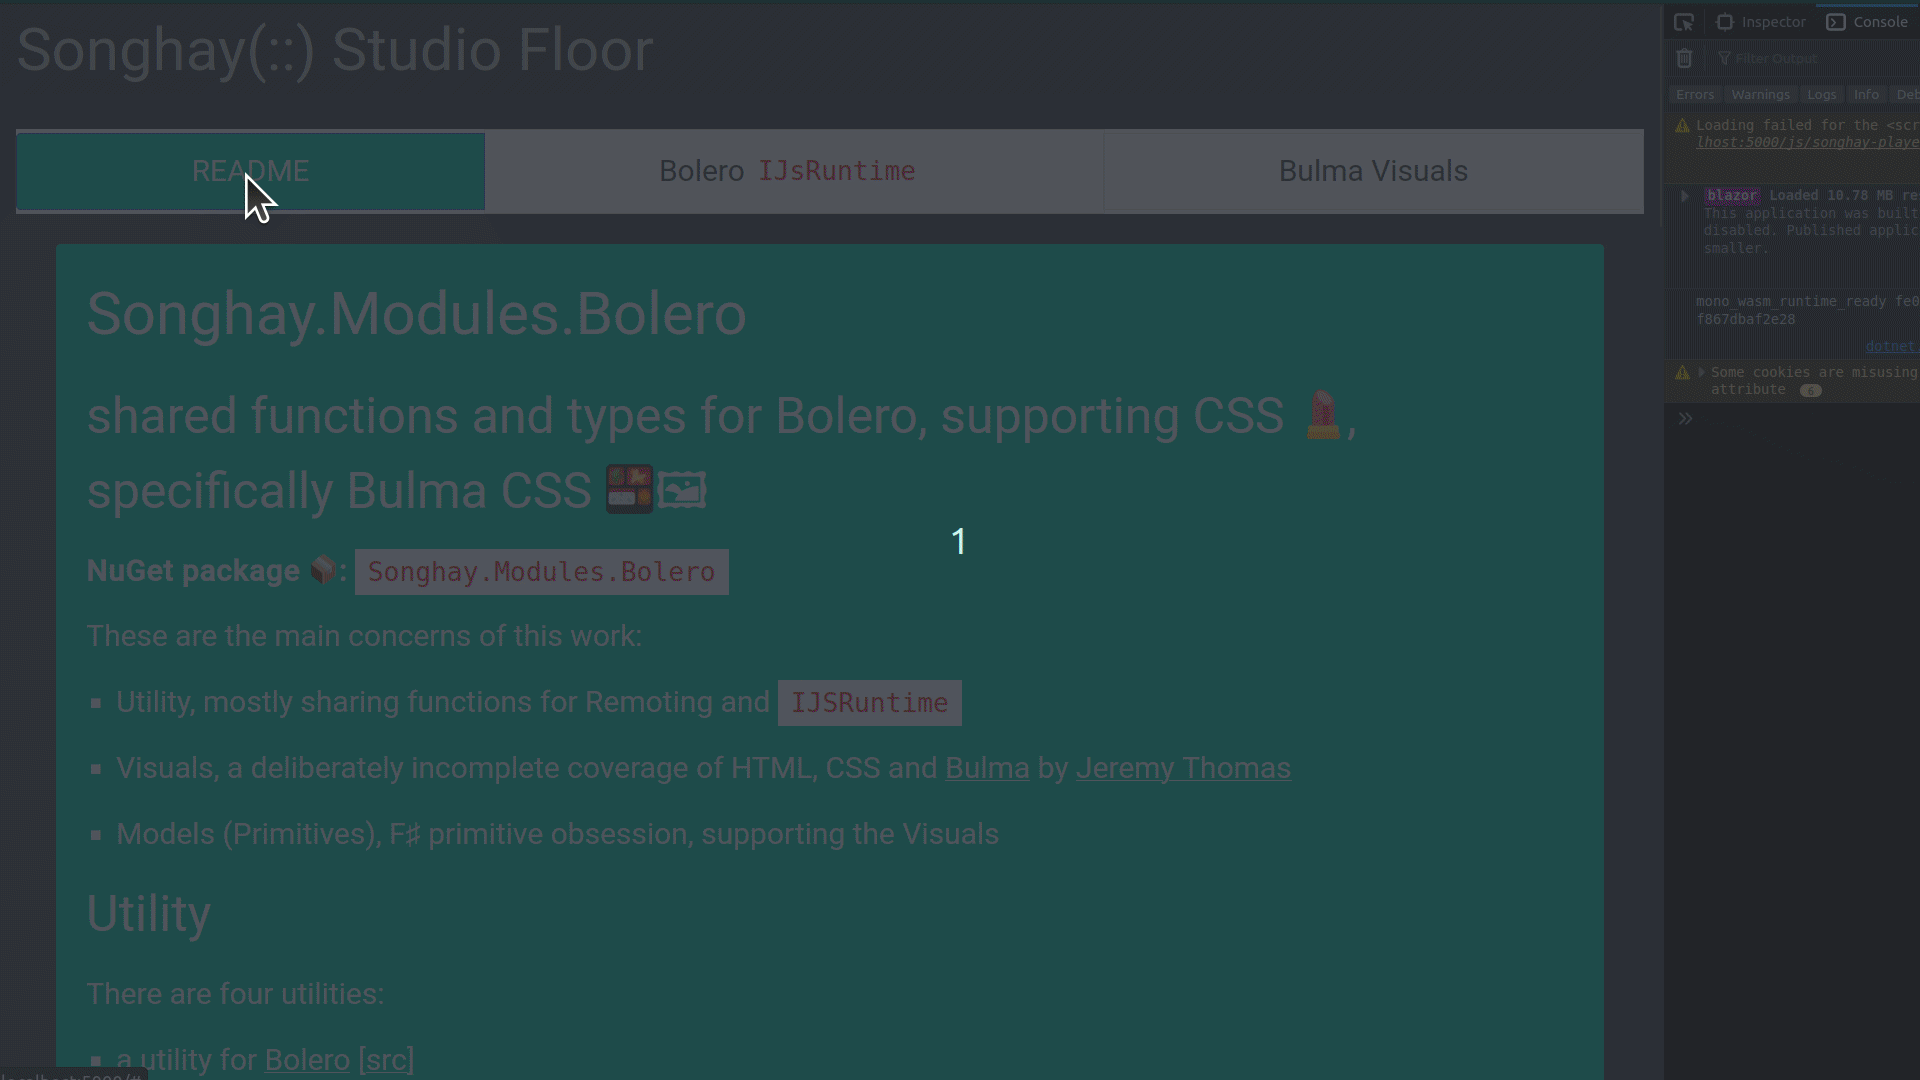 Songhay(::) Studio Floor
README
Bolero IJsRuntime
Bulma Visuals
Songhay.Modules.Bolero
shared functions and types for Bolero, supporting CSS 💄,
specifically Bulma CSS 🍱🖼
NuGet package 📦: Songhay.Modules.Bolero
1
These are the main concerns of this work:
Utility, mostly sharing functions for Remoting and IJSRuntime
Visuals, a deliberately incomplete coverage of HTML, CSS and Bulma by Jeremy Thomas
Models (Primitives), F♯ primitive obsession, supporting the Visuals
Utility
There are four utilities:
a utility for Bolero [src]
Inspector
Console
Filter Output
Errors
Warnings
Logs
Info
Deb
Loading failed for the <scr
lhost:5000/js/songhay-playe
blazor Loaded 10.78 MB re
This application was built
disabled. Published applic
smaller.
mono_wasm_runtime_ready fe0
f867dbaf2e28
dotnet.
Some cookies are misusing
attribute 6